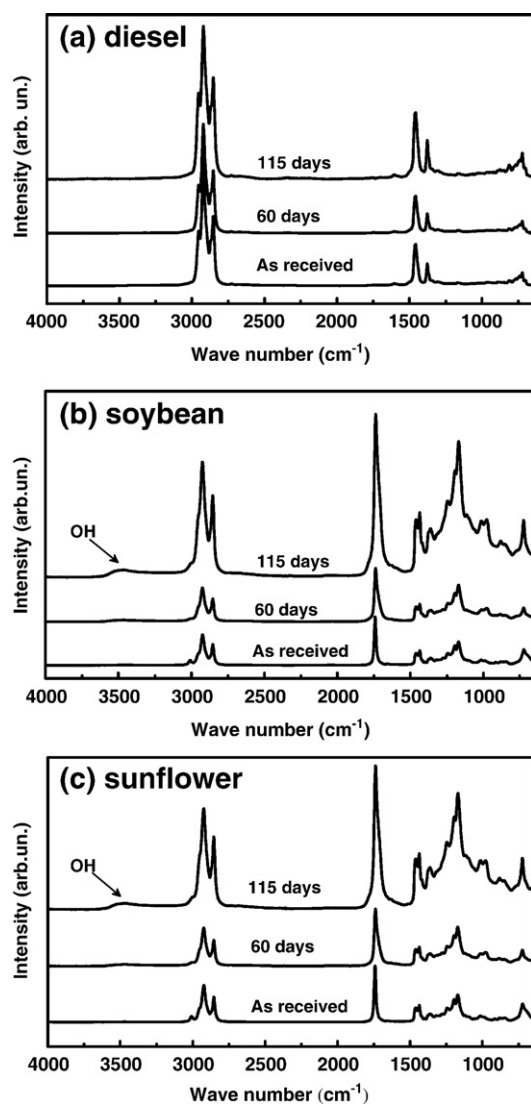 (a) diesel
Intensity (arb. un.)
115 days
60 days
As received
4000 3500 3000 2500 2000 1500 1000
Wave number (cm⁻¹)
(b) soybean
Intensity (arb.un.)
OH
115 days
60 days
As received
4000 3500 3000 2500 2000 1500 1000
Wave number (cm⁻¹)
(c) sunflower
Intensity (arb.un.)
OH
115 days
60 days
As received
4000 3500 3000 2500 2000 1500 1000
Wave number (cm⁻¹)